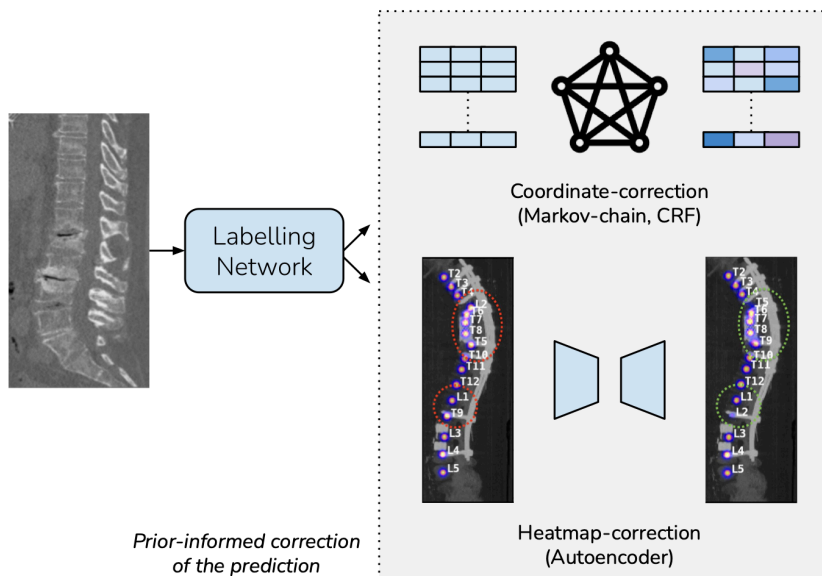 Labelling
Network
Coordinate-correction
(Markov-chain, CRF)
T2
T3
T4
L2
T6
T7
T8
T5
T10
T11
T12
L1
T9
L3
L4
L5
T2
T3
T4
T5
T6
T7
T8
T9
T10
T11
T12
L1
L2
L3
L4
L5
Prior-informed correction
of the prediction
Heatmap-correction
(Autoencoder)